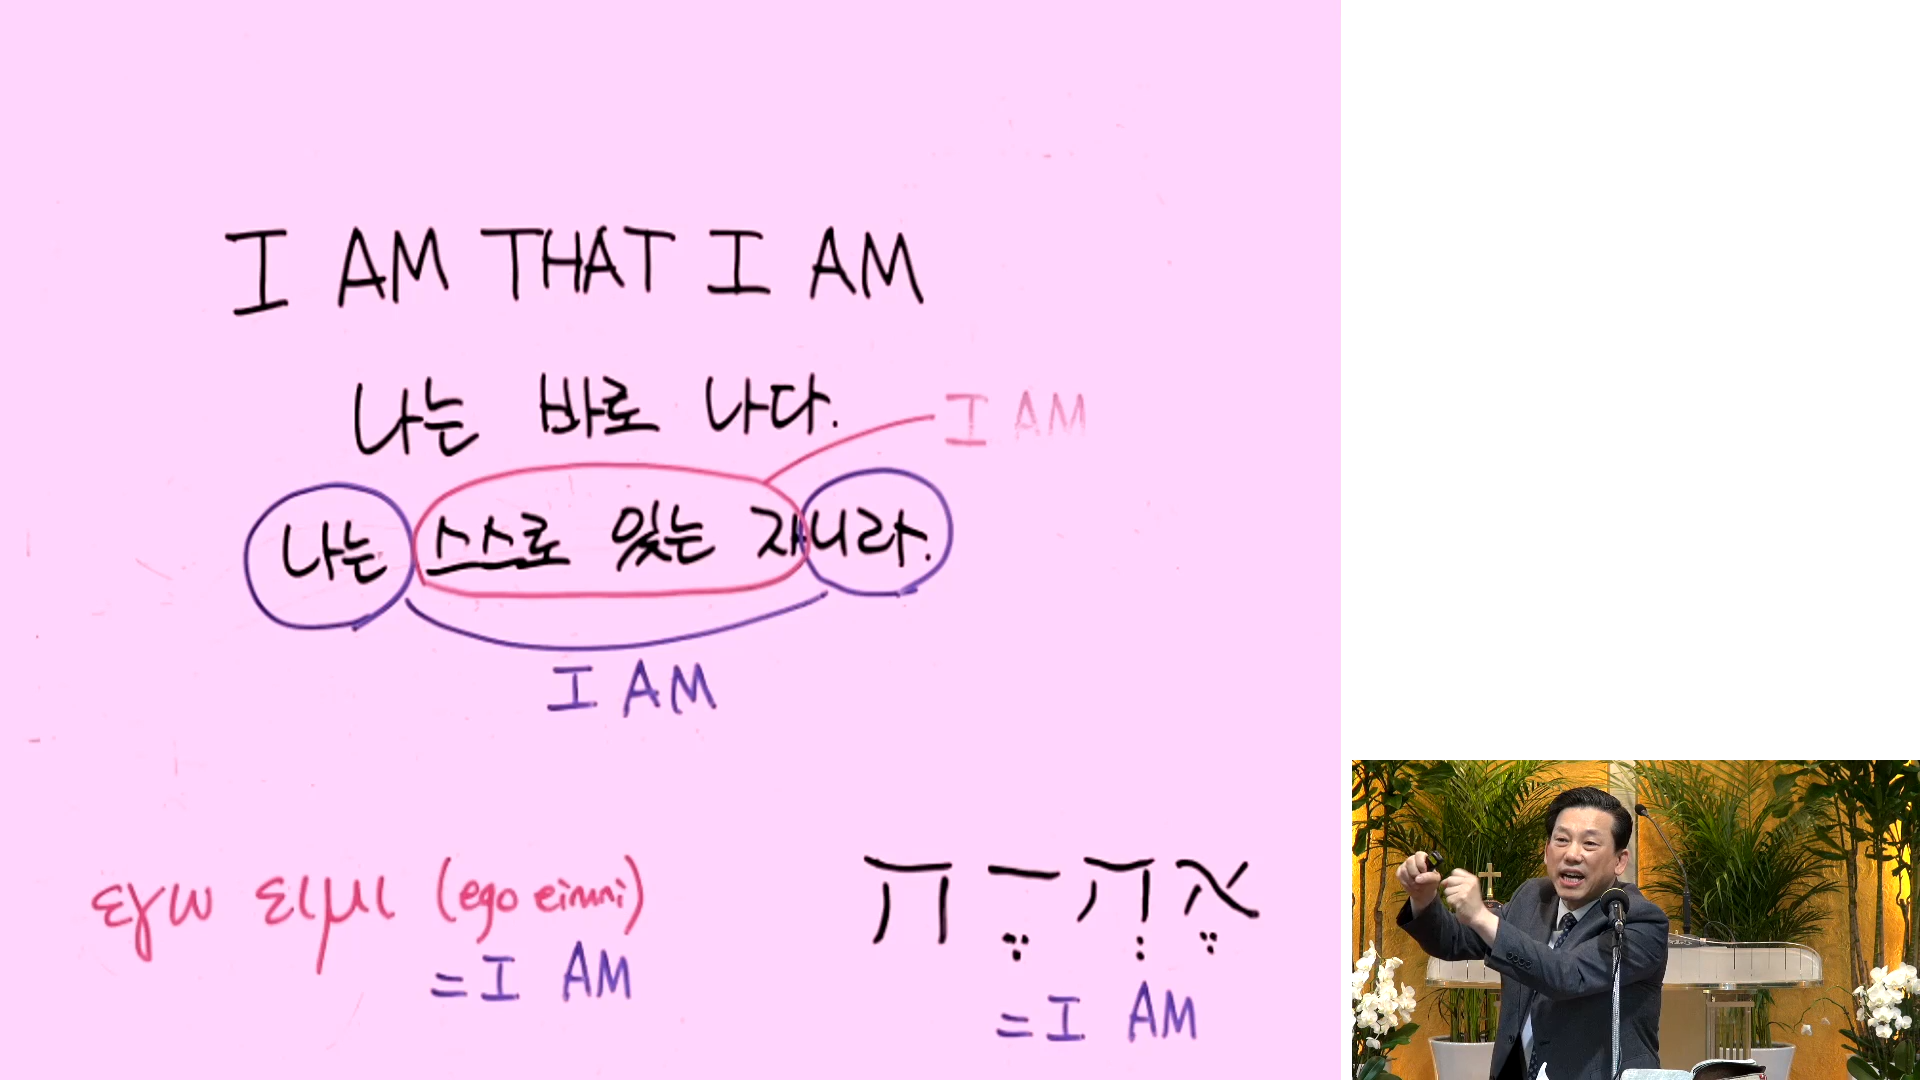 I AM THAT I AM
나는 바로 나다.
I AM
나는 스스로 있는 자니라.
I AM
εγω ειμι (ego eimi)
= I AM
אֶהְיֶה
= I AM